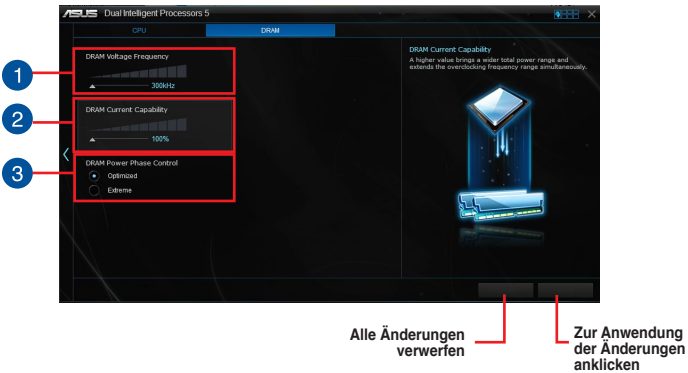 ASUS Dual Intelligent Processors 5
CPU
DRAM
1
DRAM Voltage Frequency
300kHz
2
DRAM Current Capability
100%
3
DRAM Power Phase Control
Optimized
Extreme
DRAM Current Capability
A higher value brings a wider total power range and
extends the overclocking frequency range simultaneously.
Alle Änderungen
verwerfen
Zur Anwendung
der Änderungen
anklicken